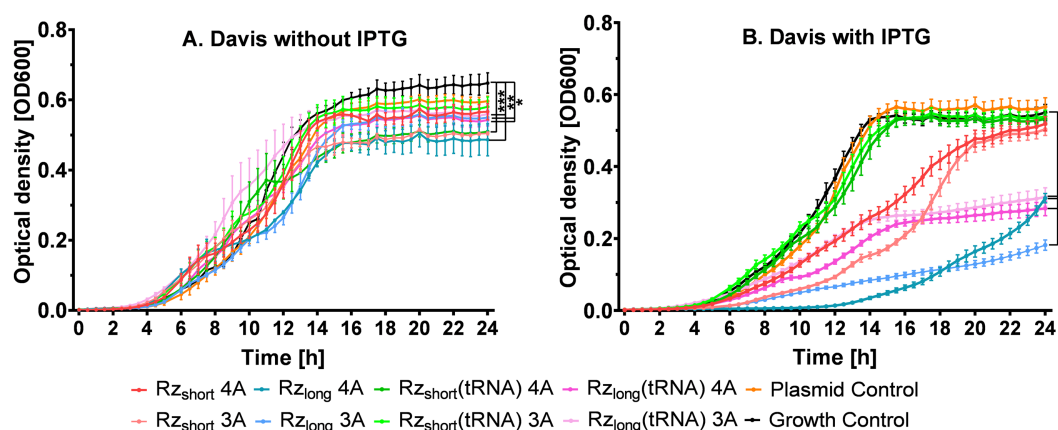 A. Davis without IPTG
Optical density [OD600]
0.8
0.6
0.4
0.2
0.0
0 2 4 6 8 10 12 14 16 18 20 22 24
Time [h]
***
**
*
B. Davis with IPTG
Optical density [OD600]
0.8
0.6
0.4
0.2
0.0
0 2 4 6 8 10 12 14 15 17 18 20 22 24
Time [h]
Rzshort 4A Rzlong 4A Rzshort(tRNA) 4A Rzlong(tRNA) 4A Plasmid Control
Rzshort 3A Rzlong 3A Rzshort(tRNA) 3A Rzlong(tRNA) 3A Growth Control